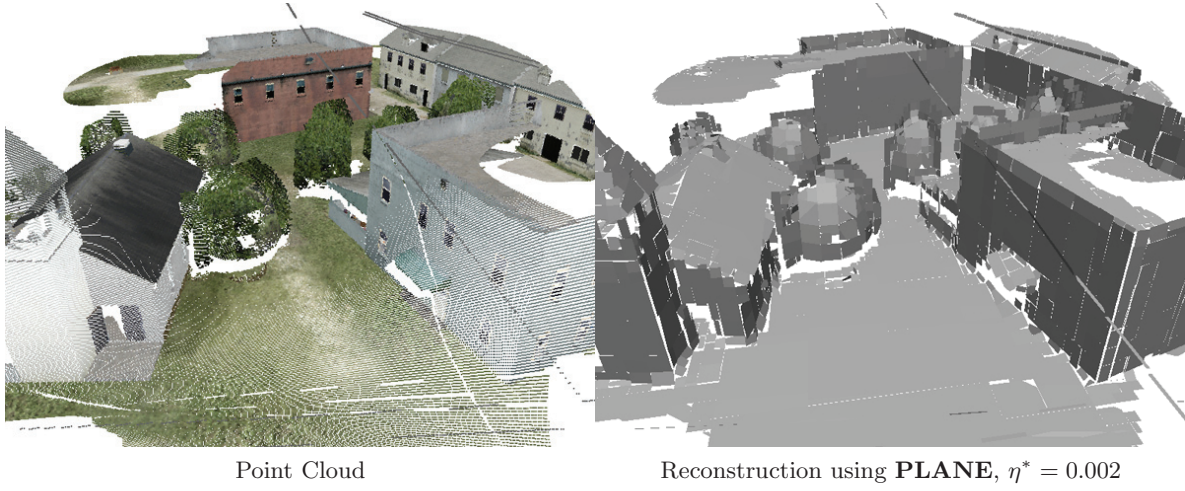 Point Cloud
Reconstruction using PLANE, η* = 0.002